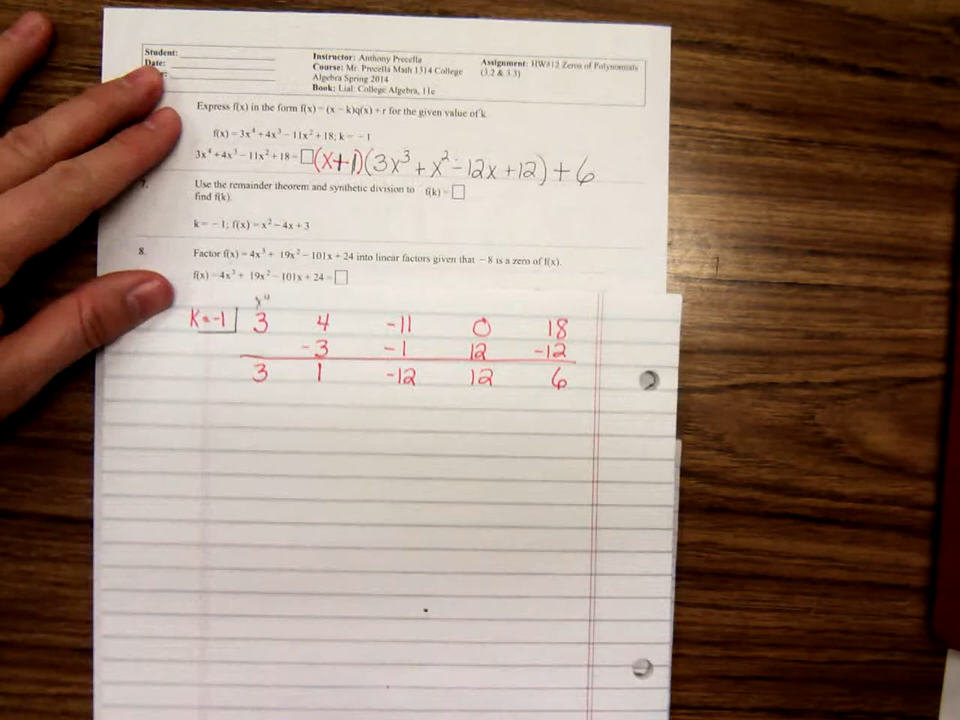 Student:
Date:
Instructor: Anthony Precella
Course: Mr. Precella Math 1314 College
Algebra Spring 2014
Book: Lial: College Algebra, 11e
Assignment: HW#12 Zeros of Polynomials
(3.2 & 3.3)
Express f(x) in the form f(x) = (x − k)q(x) + r for the given value of k
f(x) = 3x⁴ + 4x³ − 11x² + 18; k = − 1
3x⁴ + 4x³ − 11x² + 18 = (x+1)(3x³ + x² - 12x + 12) + 6
7. Use the remainder theorem and synthetic division to find f(k).
f(k) =
k = − 1; f(x) = x² − 4x + 3
8. Factor f(x) = 4x³ + 19x² − 101x + 24 into linear factors given that − 8 is a zero of f(x).
f(x) = 4x³ + 19x² − 101x + 24 =
x⁴
K = -1 3 4 -11 0 18
-3 -1 12 -12
3 1 -12 12 6